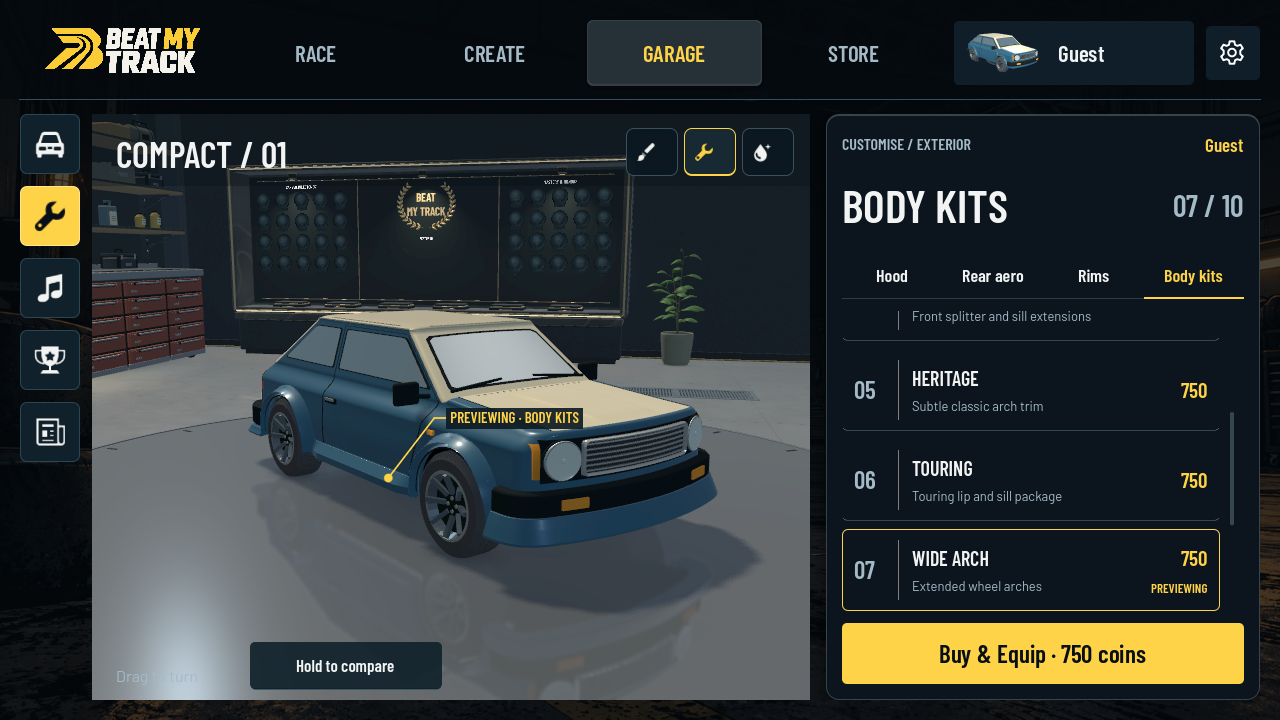 BEAT MY TRACK
RACE
CREATE
GARAGE
STORE
Guest
COMPACT / 01
BEAT
MY TRACK
PREVIEWING · BODY KITS
Hold to compare
Drag to turn
CUSTOMISE / EXTERIOR
Guest
BODY KITS
07 / 10
Hood
Rear aero
Rims
Body kits
Front splitter and sill extensions
05
HERITAGE
Subtle classic arch trim
750
06
TOURING
Touring lip and sill package
750
07
WIDE ARCH
Extended wheel arches
750
PREVIEWING
Buy & Equip · 750 coins